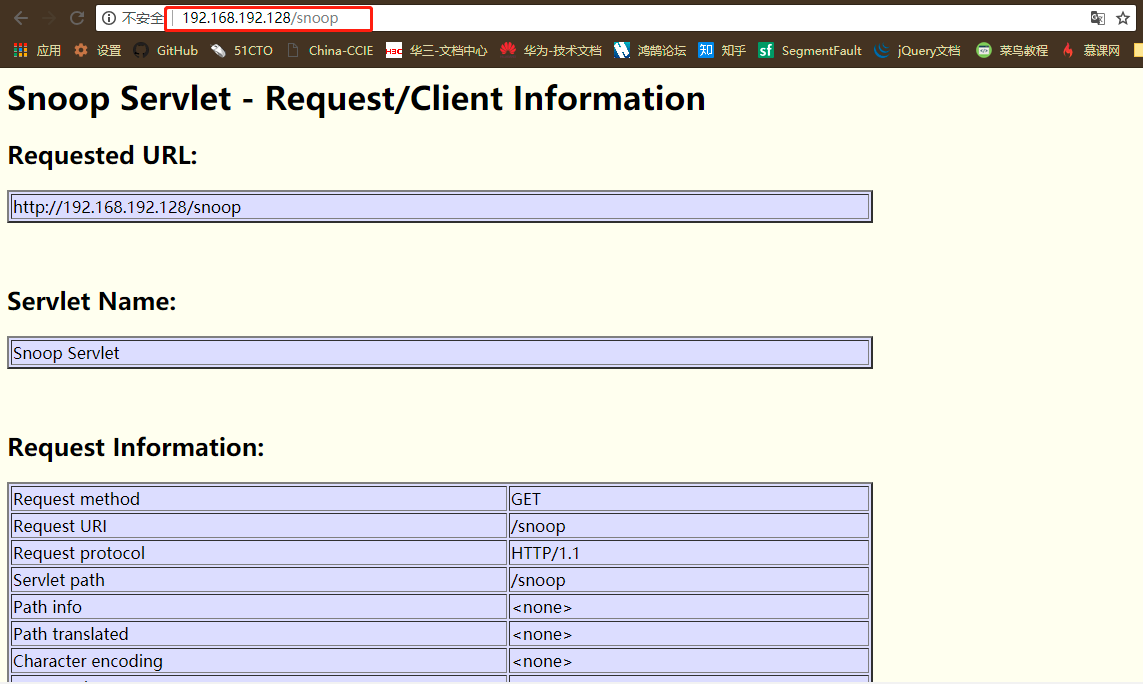 不安全 | 192.168.192.128/snoop
应用 设置 GitHub 51CTO China-CCIE H3C 华三-文档中心 华为-技术文档 鸿鹄论坛 知 知乎 sf SegmentFault jQuery文档 菜鸟教程 慕课网
Snoop Servlet - Request/Client Information
Requested URL:
http://192.168.192.128/snoop
Servlet Name:
Snoop Servlet
Request Information:
Request method GET
Request URI /snoop
Request protocol HTTP/1.1
Servlet path /snoop
Path info <none>
Path translated <none>
Character encoding <none>